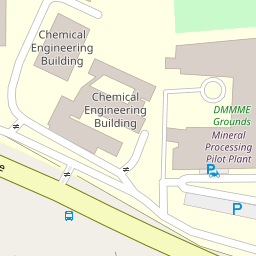 Chemical
Engineering
Building
Chemical
Engineering
Building
DMMME
Grounds
Mineral
Processing
Pilot Plant
P